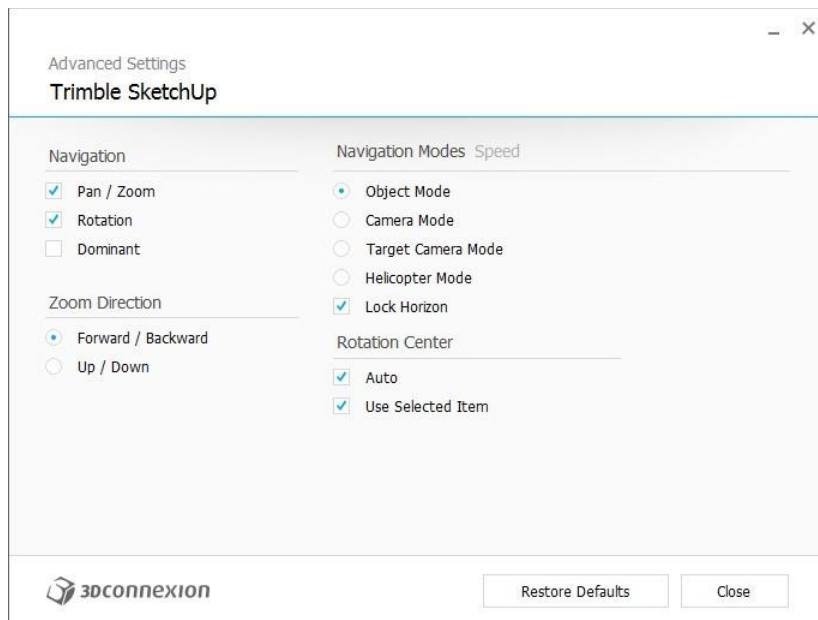 Advanced Settings
Trimble SketchUp
Navigation
Pan / Zoom
Rotation
Dominant
Zoom Direction
Forward / Backward
Up / Down
Navigation Modes Speed
Object Mode
Camera Mode
Target Camera Mode
Helicopter Mode
Lock Horizon
Rotation Center
Auto
Use Selected Item
3Dconnexion
Restore Defaults
Close